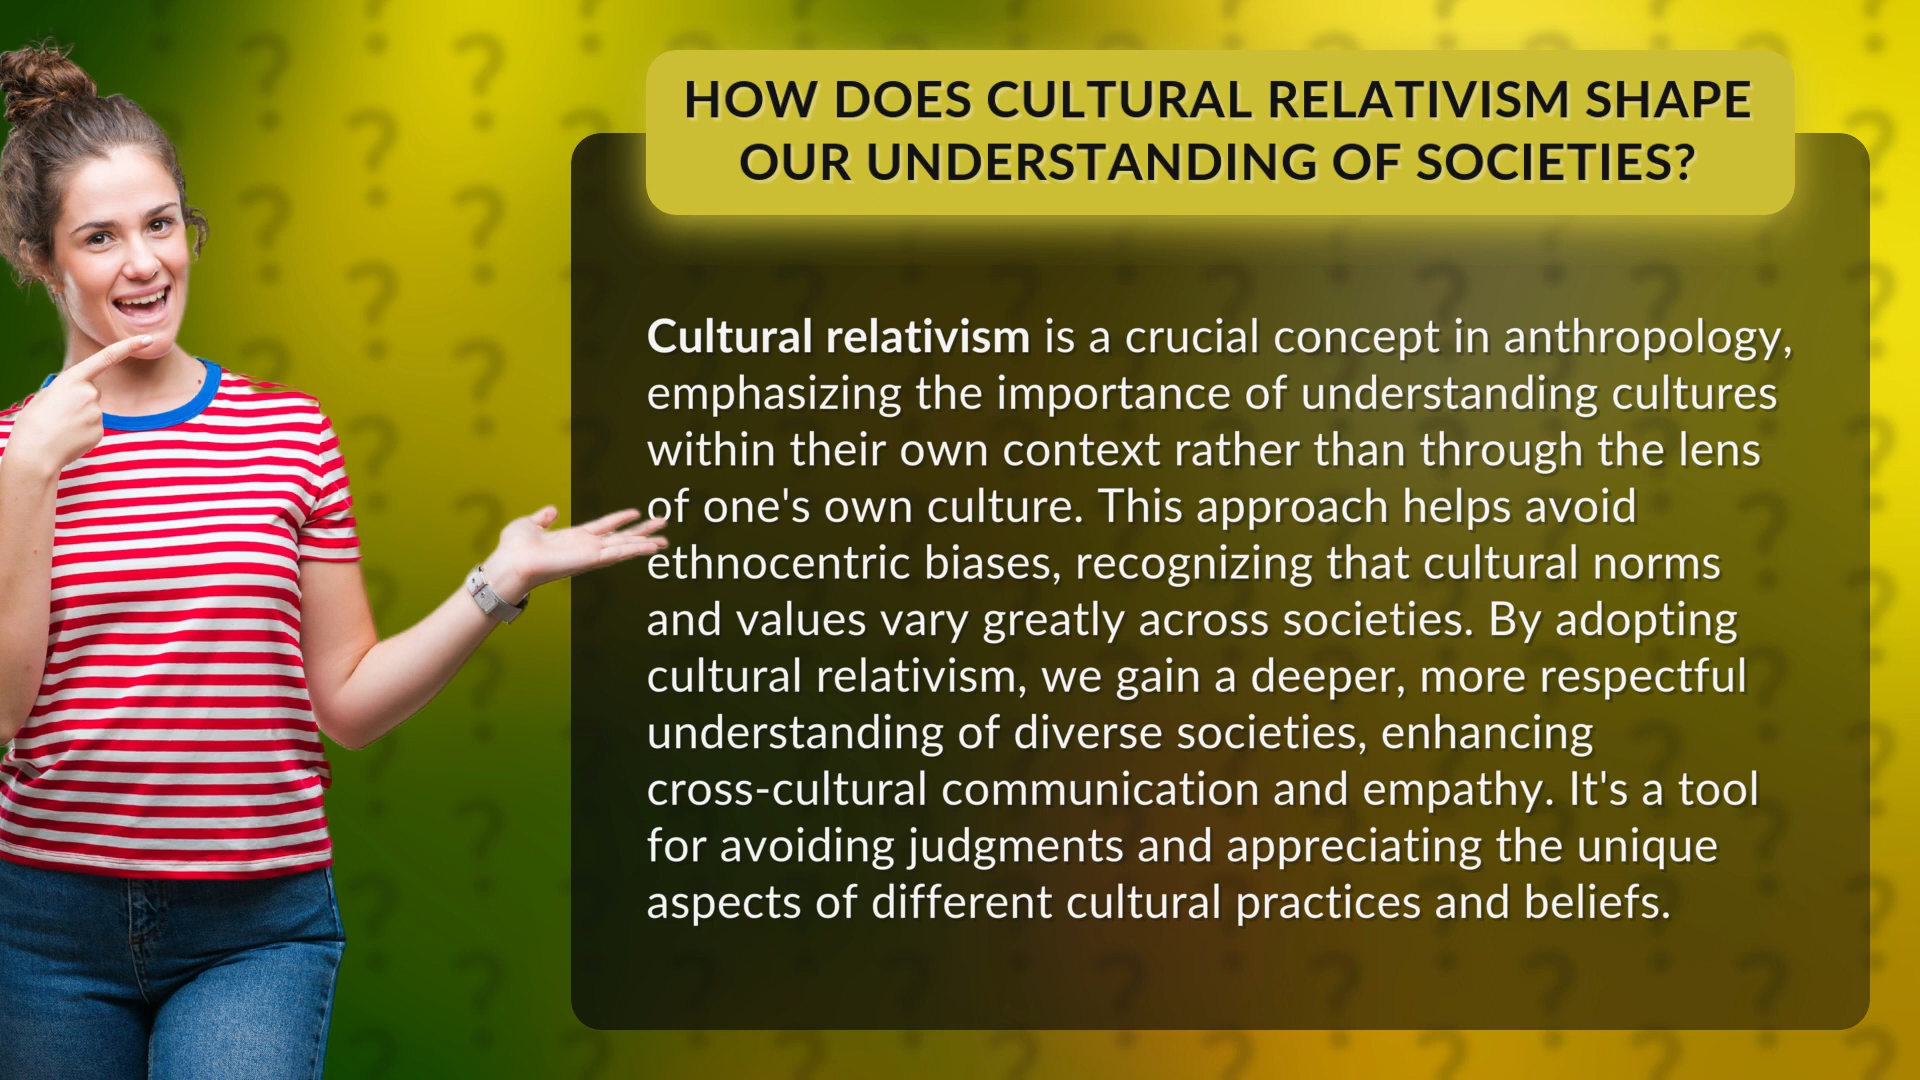 HOW DOES CULTURAL RELATIVISM SHAPE
OUR UNDERSTANDING OF SOCIETIES?
Cultural relativism is a crucial concept in anthropology,
emphasizing the importance of understanding cultures
within their own context rather than through the lens
of one's own culture. This approach helps avoid
ethnocentric biases, recognizing that cultural norms
and values vary greatly across societies. By adopting
cultural relativism, we gain a deeper, more respectful
understanding of diverse societies, enhancing
cross-cultural communication and empathy. It's a tool
for avoiding judgments and appreciating the unique
aspects of different cultural practices and beliefs.